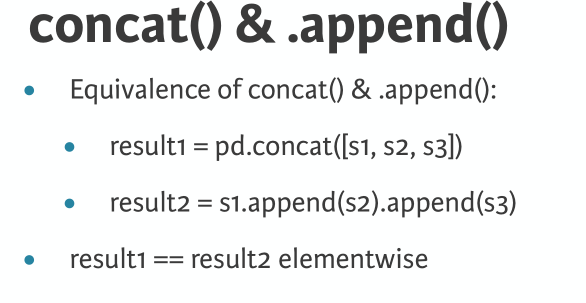 concat() & .append()
• Equivalence of concat() & .append():
• result1 = pd.concat([s1, s2, s3])
• result2 = s1.append(s2).append(s3)
• result1 == result2 elementwise